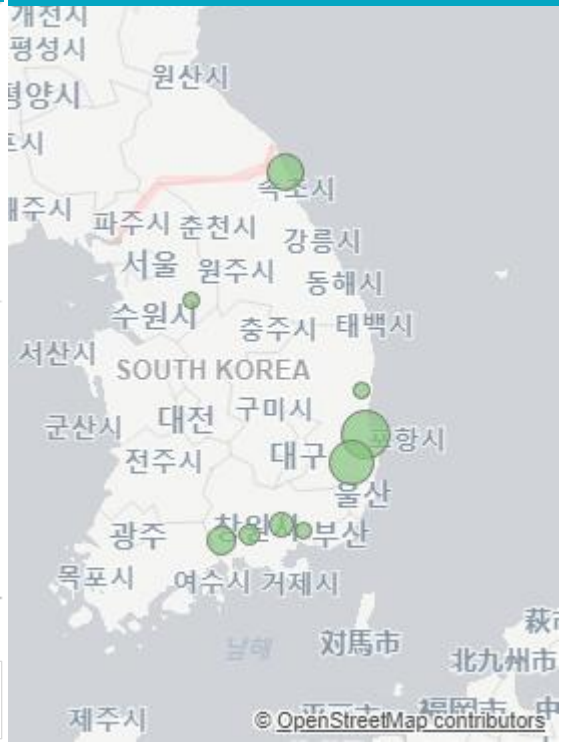 개천시
평성시
원산시
평양시
속초시
해주시
파주시 춘천시
강릉시
서울 원주시
동해시
수원시
충주시 태백시
서산시
SOUTH KOREA
군산시 대전 구미시
포항시
전주시 대구
울산
창원시
광주 부산
목포시 여수시 거제시
남해
対馬市
北九州市
제주시
福岡市
© OpenStreetMap contributors